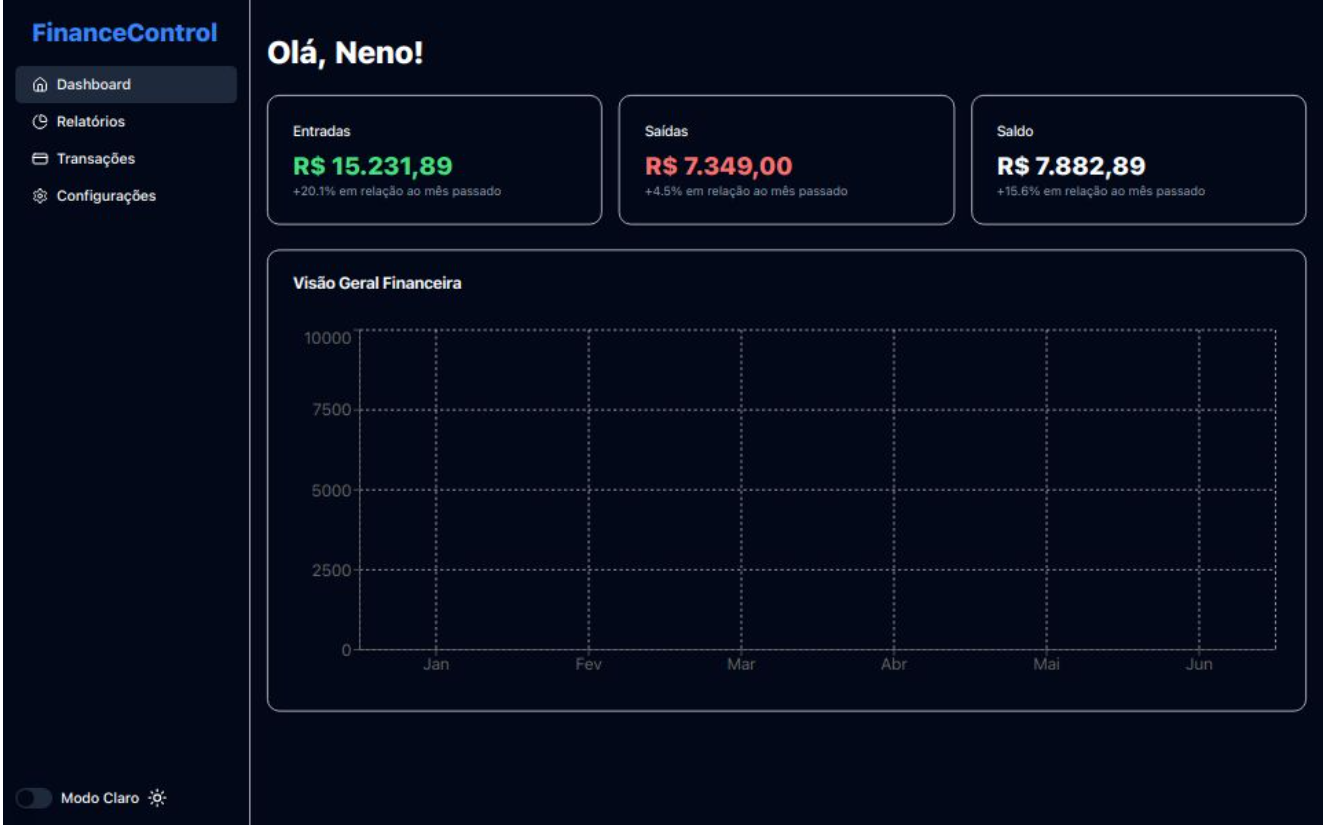 FinanceControl
Dashboard
Relatórios
Transações
Configurações
Modo Claro
Olá, Neno!
Entradas
R$ 15.231,89
+20.1% em relação ao mês passado
Saídas
R$ 7.349,00
+4.5% em relação ao mês passado
Saldo
R$ 7.882,89
+15.6% em relação ao mês passado
Visão Geral Financeira
10000
7500
5000
2500
0
Jan Fev Mar Abr Mai Jun